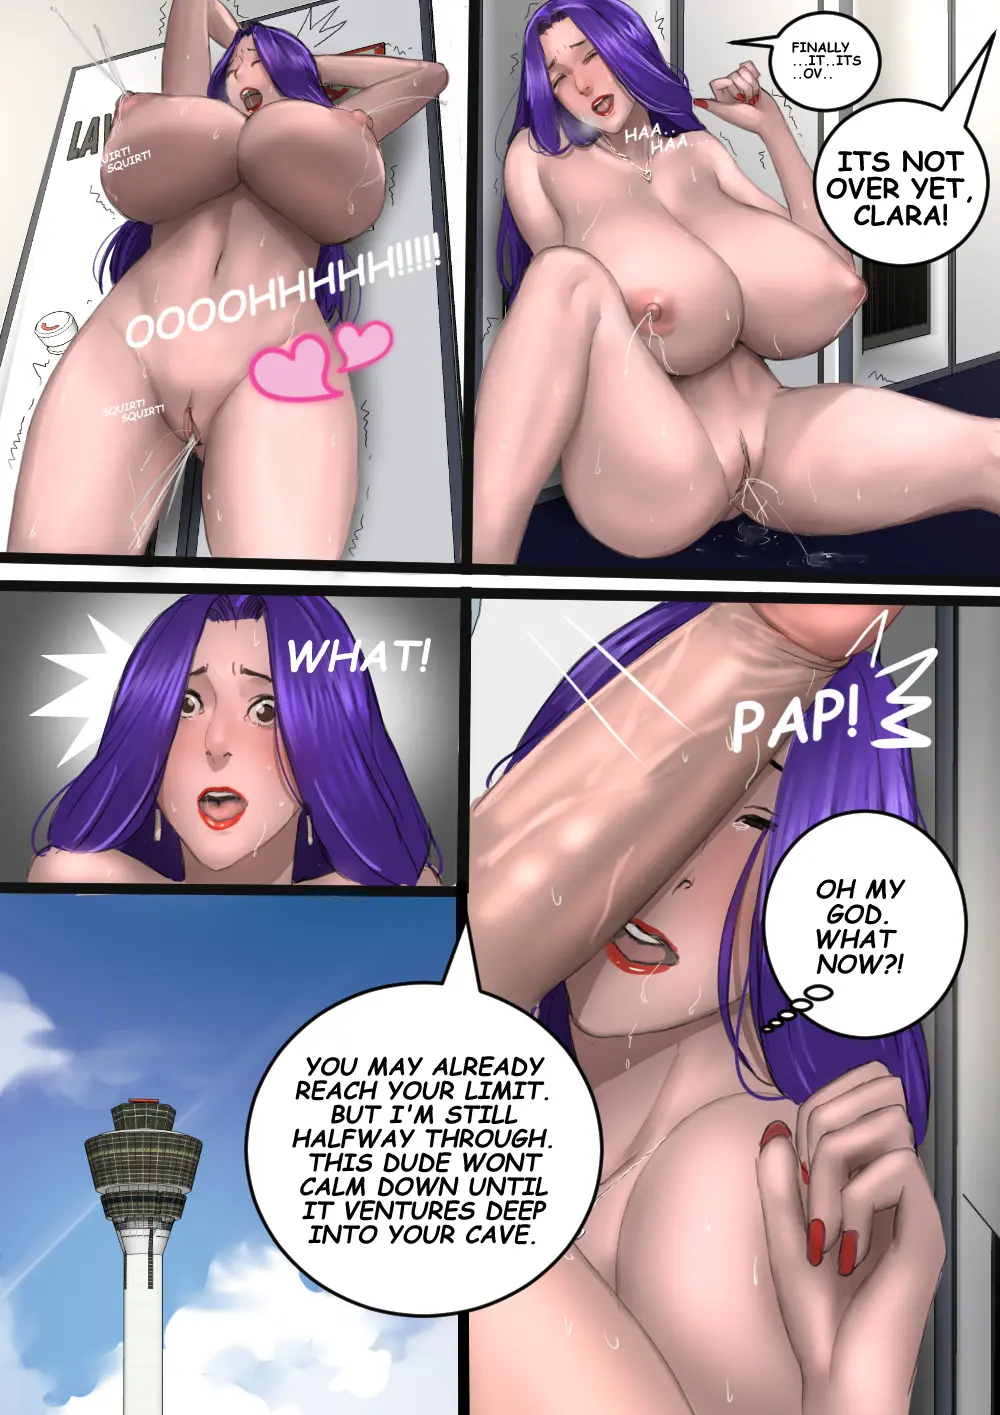 LAV
UIRT!
SQUIRT!
OOOOHHHHH!!!!!
SQUIRT!
SQUIRT!
FINALLY
...IT..ITS
..OV..
HAA..
HAA...
ITS NOT
OVER YET,
CLARA!
WHAT!
PAP!
OH MY
GOD.
WHAT
NOW?!
YOU MAY ALREADY
REACH YOUR LIMIT.
BUT I'M STILL
HALFWAY THROUGH.
THIS DUDE WONT
CALM DOWN UNTIL
IT VENTURES DEEP
INTO YOUR CAVE.